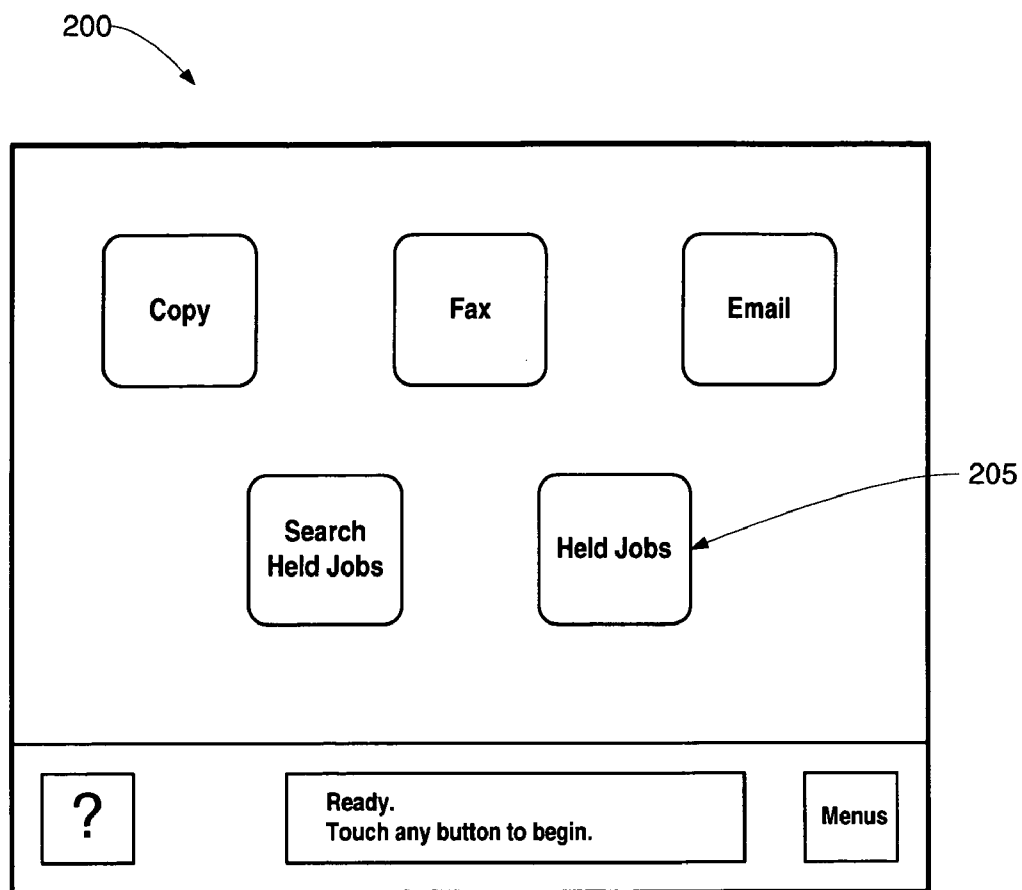 200
Copy
Fax
Email
Search
Held Jobs
Held Jobs
205
?
Ready.
Touch any button to begin.
Menus